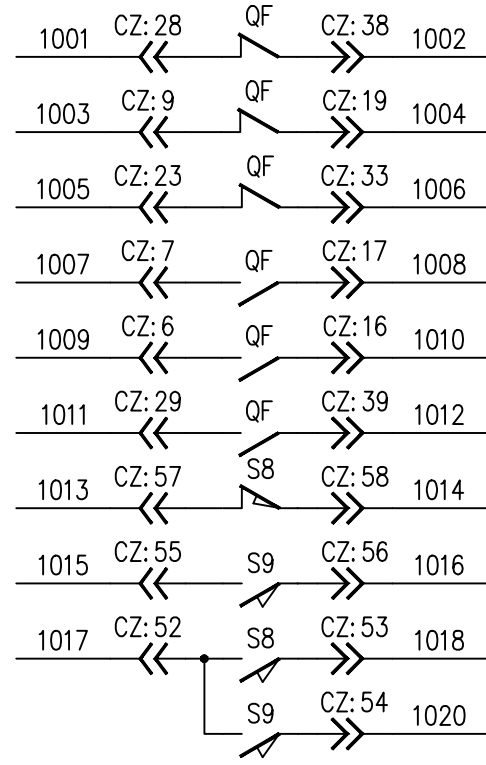 1001 CZ:28 QF CZ:38 1002
1003 CZ:9 QF CZ:19 1004
1005 CZ:23 QF CZ:33 1006
1007 CZ:7 QF CZ:17 1008
1009 CZ:6 QF CZ:16 1010
1011 CZ:29 QF CZ:39 1012
1013 CZ:57 S8 CZ:58 1014
1015 CZ:55 S9 CZ:56 1016
1017 CZ:52 S8 CZ:53 1018
S9 CZ:54 1020